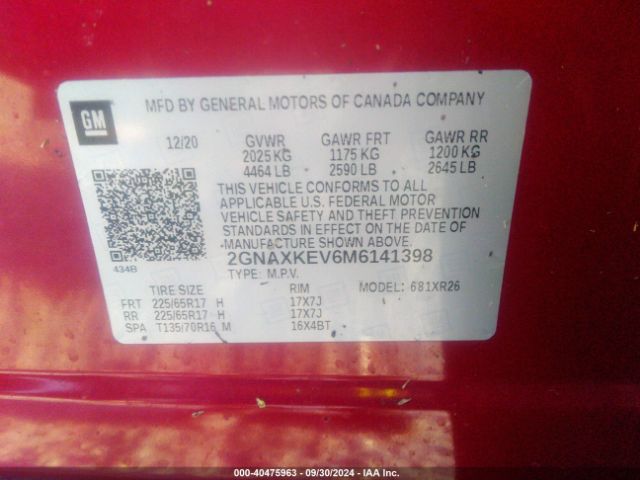 GM
MFD BY GENERAL MOTORS OF CANADA COMPANY
12/20 GVWR GAWR FRT GAWR RR
2025 KG 1175 KG 1200 KG
4464 LB 2590 LB 2645 LB
THIS VEHICLE CONFORMS TO ALL
APPLICABLE U.S. FEDERAL MOTOR
VEHICLE SAFETY AND THEFT PREVENTION
STANDARDS IN EFFECT ON THE DATE OF
MANUFACTURE SHOWN ABOVE.
434B 2GNAXKEV6M6141398
TYPE: M.P.V.
TIRE SIZE RIM MODEL: 681XR26
FRT 225/65R17 H 17X7J
RR 225/65R17 H 17X7J
SPA T135/70R16 M 16X4BT
000-40475963 - 09/30/2024 - IAA Inc.